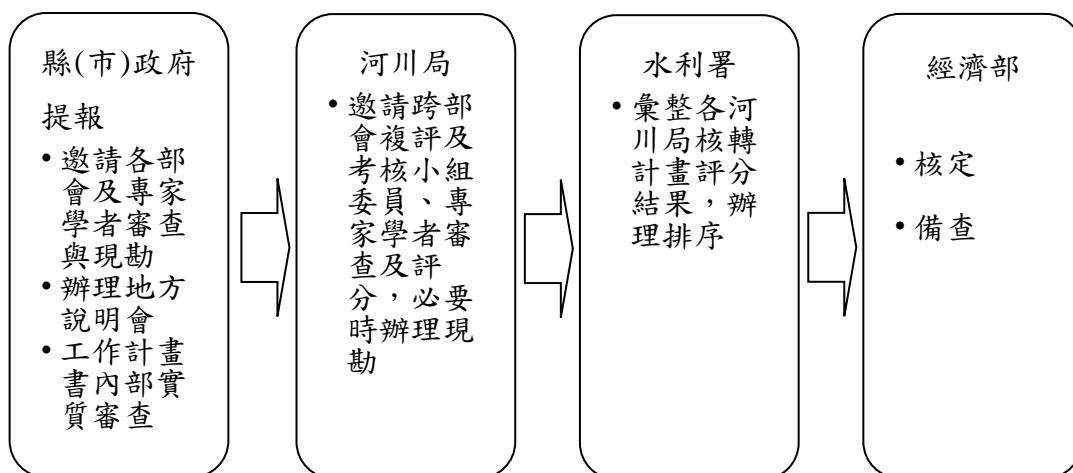 縣(市)政府
提報
• 邀請各部
會及專家
學者審查
與現勘
• 辦理地方
說明會
• 工作計畫
書內部實
質審查
河川局
• 邀請跨部
會複評及
考核小組
委員、專
家學者審
查及評
分，必要
時辦理現
勘
水利署
• 彙整各河
川局核轉
計畫評分
結果，辦
理排序
經濟部
• 核定
• 備查